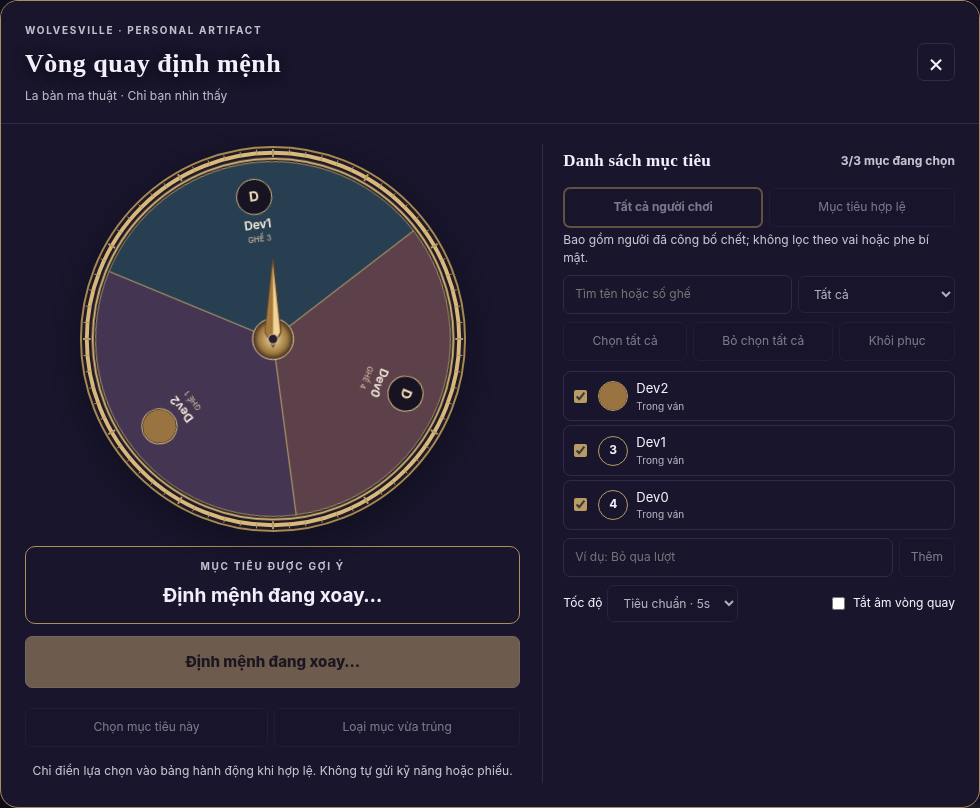 WOLVESVILLE · PERSONAL ARTIFACT
Vòng quay định mệnh
La bàn ma thuật · Chỉ bạn nhìn thấy
×
D
Dev1
GHẾ 3
D
Dev0
GHẾ 4
Dev2
GHẾ 1
MỤC TIÊU ĐƯỢC GỢI Ý
Định mệnh đang xoay...
Định mệnh đang xoay...
Chọn mục tiêu này
Loại mục vừa trúng
Chỉ điền lựa chọn vào bảng hành động khi hợp lệ. Không tự gửi kỹ năng hoặc phiếu.
Danh sách mục tiêu
3/3 mục đang chọn
Tất cả người chơi
Mục tiêu hợp lệ
Bao gồm người đã công bố chết; không lọc theo vai hoặc phe bí
mật.
Tìm tên hoặc số ghế
Tất cả
Chọn tất cả
Bỏ chọn tất cả
Khôi phục
Dev2
Trong ván
3
Dev1
Trong ván
4
Dev0
Trong ván
Ví dụ: Bỏ qua lượt
Thêm
Tốc độ
Tiêu chuẩn · 5s
Tắt âm vòng quay